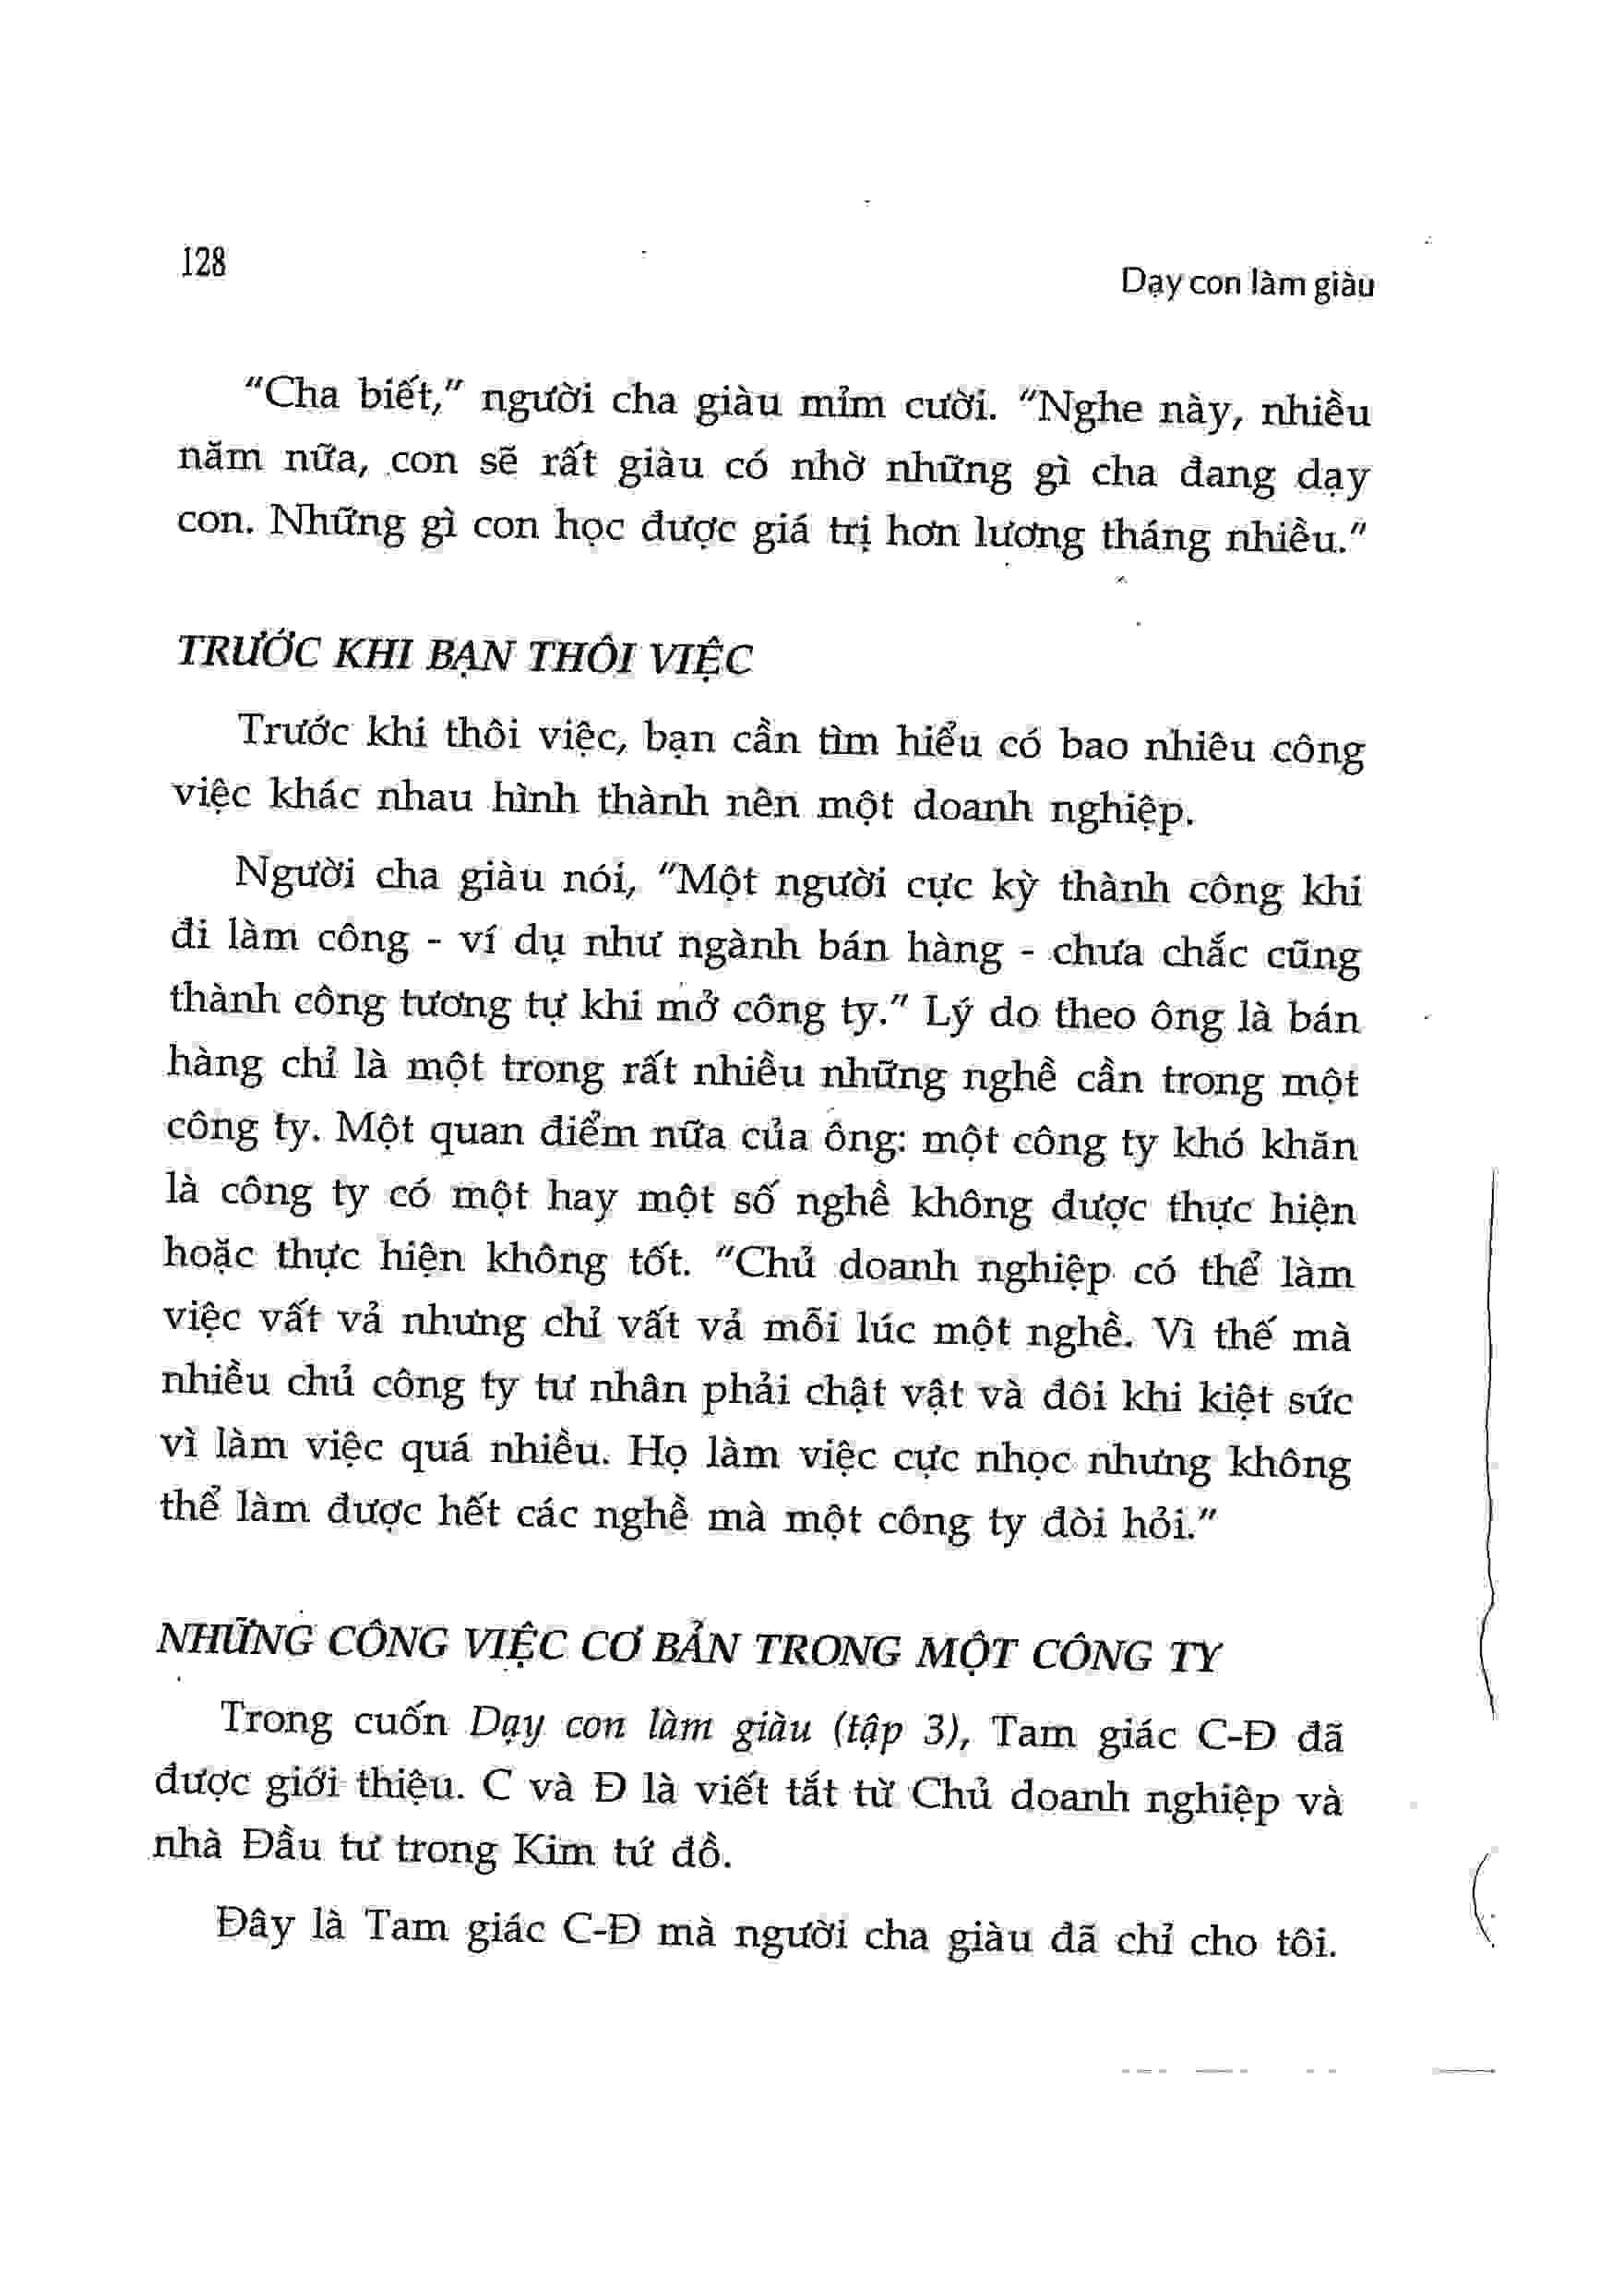 128
Dạy con làm giàu
“Cha biết,” người cha giàu mỉm cười. “Nghe này, nhiều
năm nữa, con sẽ rất giàu có nhờ những gì cha đang dạy
con. Những gì con học được giá trị hơn lương tháng nhiều.”
TRƯỚC KHI BẠN THÔI VIỆC
Trước khi thôi việc, bạn cần tìm hiểu có bao nhiêu công
việc khác nhau hình thành nên một doanh nghiệp.
Người cha giàu nói, “Một người cực kỳ thành công khi
đi làm công - ví dụ như ngành bán hàng - chưa chắc cũng
thành công tương tự khi mở công ty.” Lý do theo ông là bán
hàng chỉ là một trong rất nhiều những nghề cần trong một
công ty. Một quan điểm nữa của ông: một công ty khó khăn
là công ty có một hay một số nghề không được thực hiện
hoặc thực hiện không tốt. “Chủ doanh nghiệp có thể làm
việc vất vả nhưng chỉ vất vả mỗi lúc một nghề. Vì thế mà
nhiều chủ công ty tư nhân phải chật vật và đôi khi kiệt sức
vì làm việc quá nhiều. Họ làm việc cực nhọc nhưng không
thể làm được hết các nghề mà một công ty đòi hỏi.”
NHỮNG CÔNG VIỆC CƠ BẢN TRONG MỘT CÔNG TY
Trong cuốn Dạy con làm giàu (tập 3), Tam giác C-Đ đã
được giới thiệu. C và Đ là viết tắt từ Chủ doanh nghiệp và
nhà Đầu tư trong Kim tứ đồ.
Đây là Tam giác C-Đ mà người cha giàu đã chỉ cho tôi.